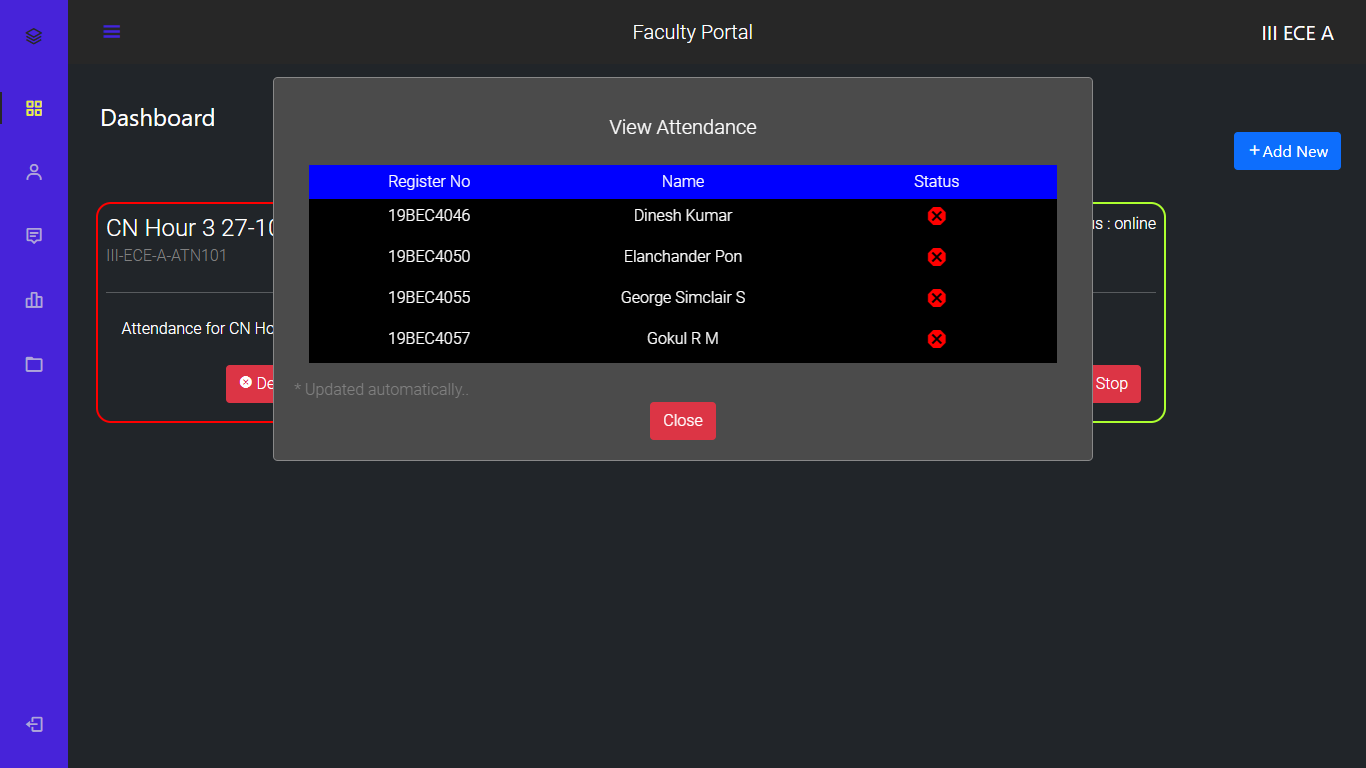 Faculty Portal
III ECE A
Dashboard
View Attendance
+ Add New
Register No Name Status
19BEC4046 Dinesh Kumar
19BEC4050 Elanchander Pon
19BEC4055 George Simclair S
19BEC4057 Gokul R M
* Updated automatically..
Close
CN Hour 3 27-10
III-ECE-A-ATN101
Attendance for CN Ho
De
us : online
Stop